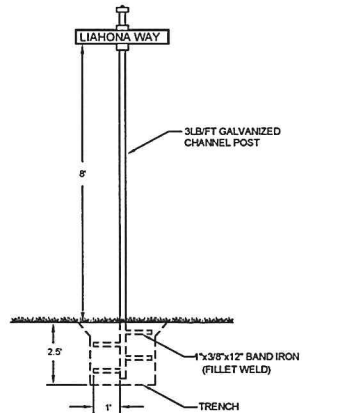 LIAHONA WAY
3LB/FT GALVANIZED
CHANNEL POST
8'
2.5'
1"x3/8"x12" BAND IRON
(FILLET WELD)
1'
TRENCH